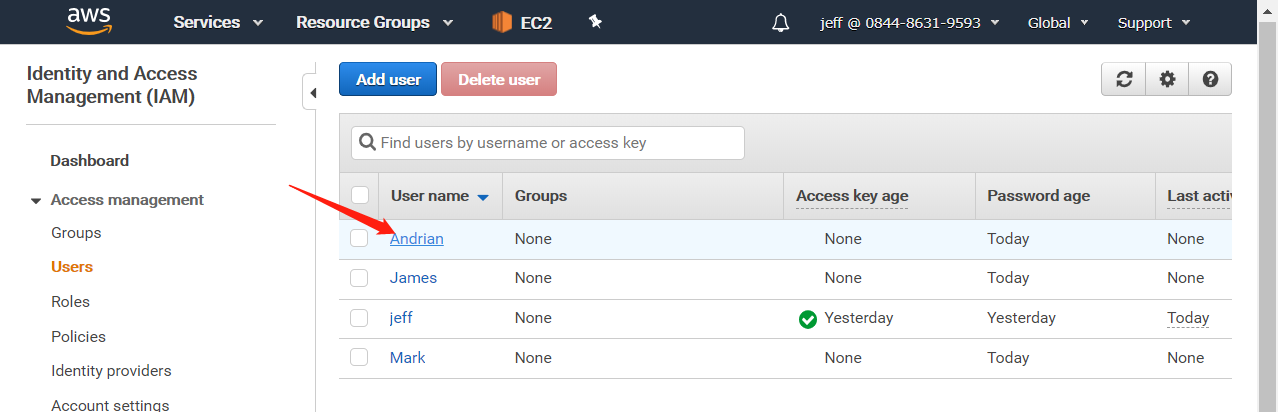 aws Services Resource Groups EC2 jeff @ 0844-8631-9593 Global Support
Identity and Access
Management (IAM)
Dashboard
Access management
Groups
Users
Roles
Policies
Identity providers
Account settings
Add user Delete user
Find users by username or access key
User name Groups Access key age Password age Last activ
Andrian None None Today None
James None None Today None
jeff None Yesterday Yesterday Today
Mark None None Today None